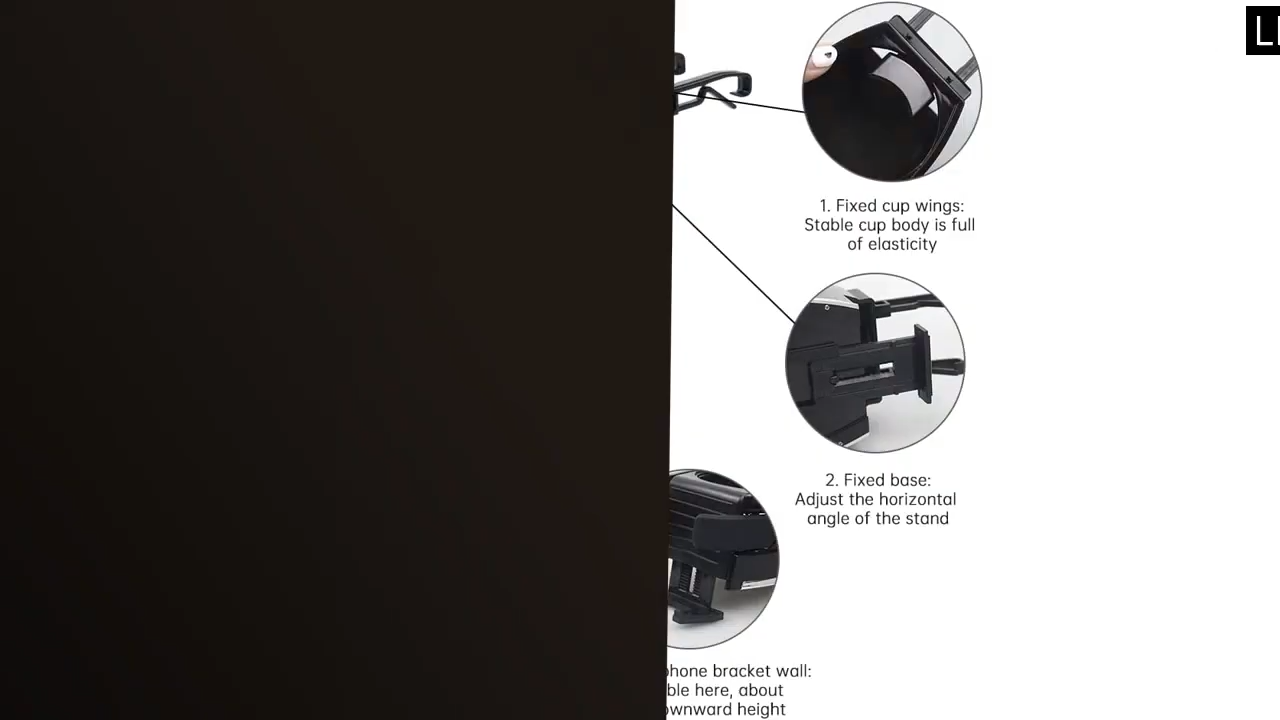 L
1. Fixed cup wings:
Stable cup body is full
of elasticity
2. Fixed base:
Adjust the horizontal
angle of the stand
phone bracket wall:
ble here, about
ownward height